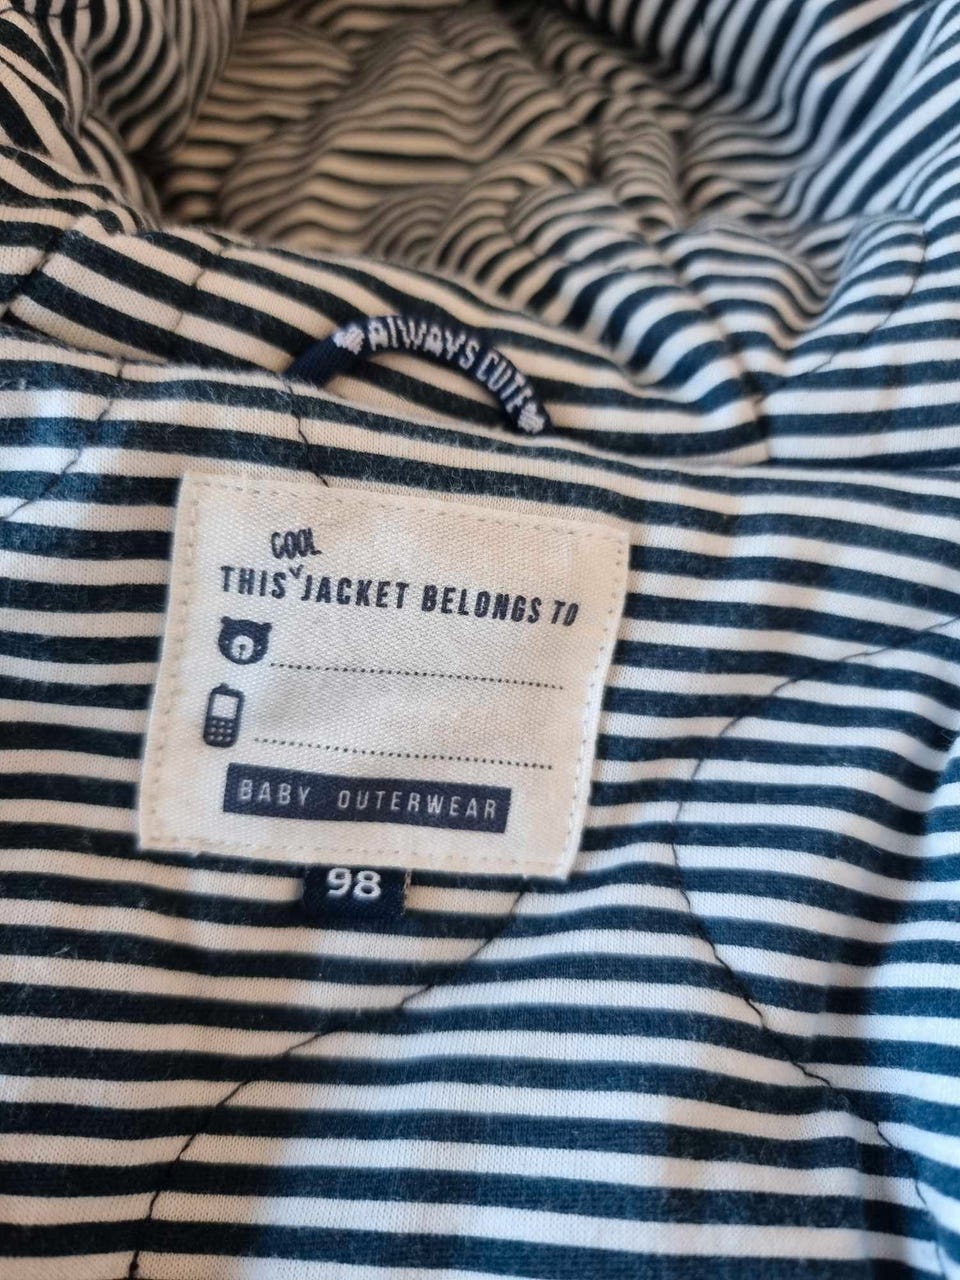 ALWAYS CUTE
COOL
THIS JACKET BELONGS TO
BABY OUTERWEAR
98